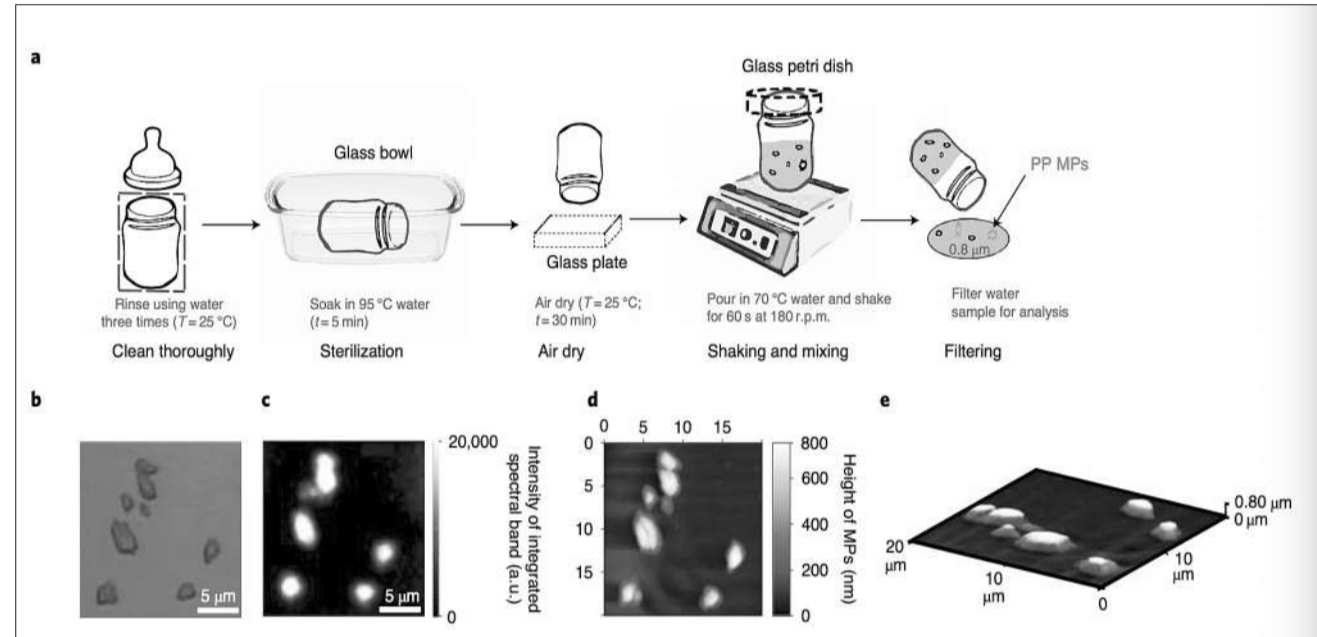 a
Glass petri dish
Glass bowl
PP MPs
0.8 µm
Glass plate
Rinse using water
three times (T = 25 °C)
Clean thoroughly
Soak in 95 °C water
(t = 5 min)
Sterilization
Air dry (T = 25 °C;
t = 30 min)
Air dry
Pour in 70 °C water and shake
for 60 s at 180 r.p.m.
Shaking and mixing
Filter water
sample for analysis
Filtering
b
5 µm
c
5 µm
20,000
0
Intensity of integrated
spectral band (a.u.)
d
0 5 10 15
0
5
10
15
800
600
400
200
0
Height of MPs (nm)
e
0.80 µm
0 µm
20
µm
10
µm
10
µm
0